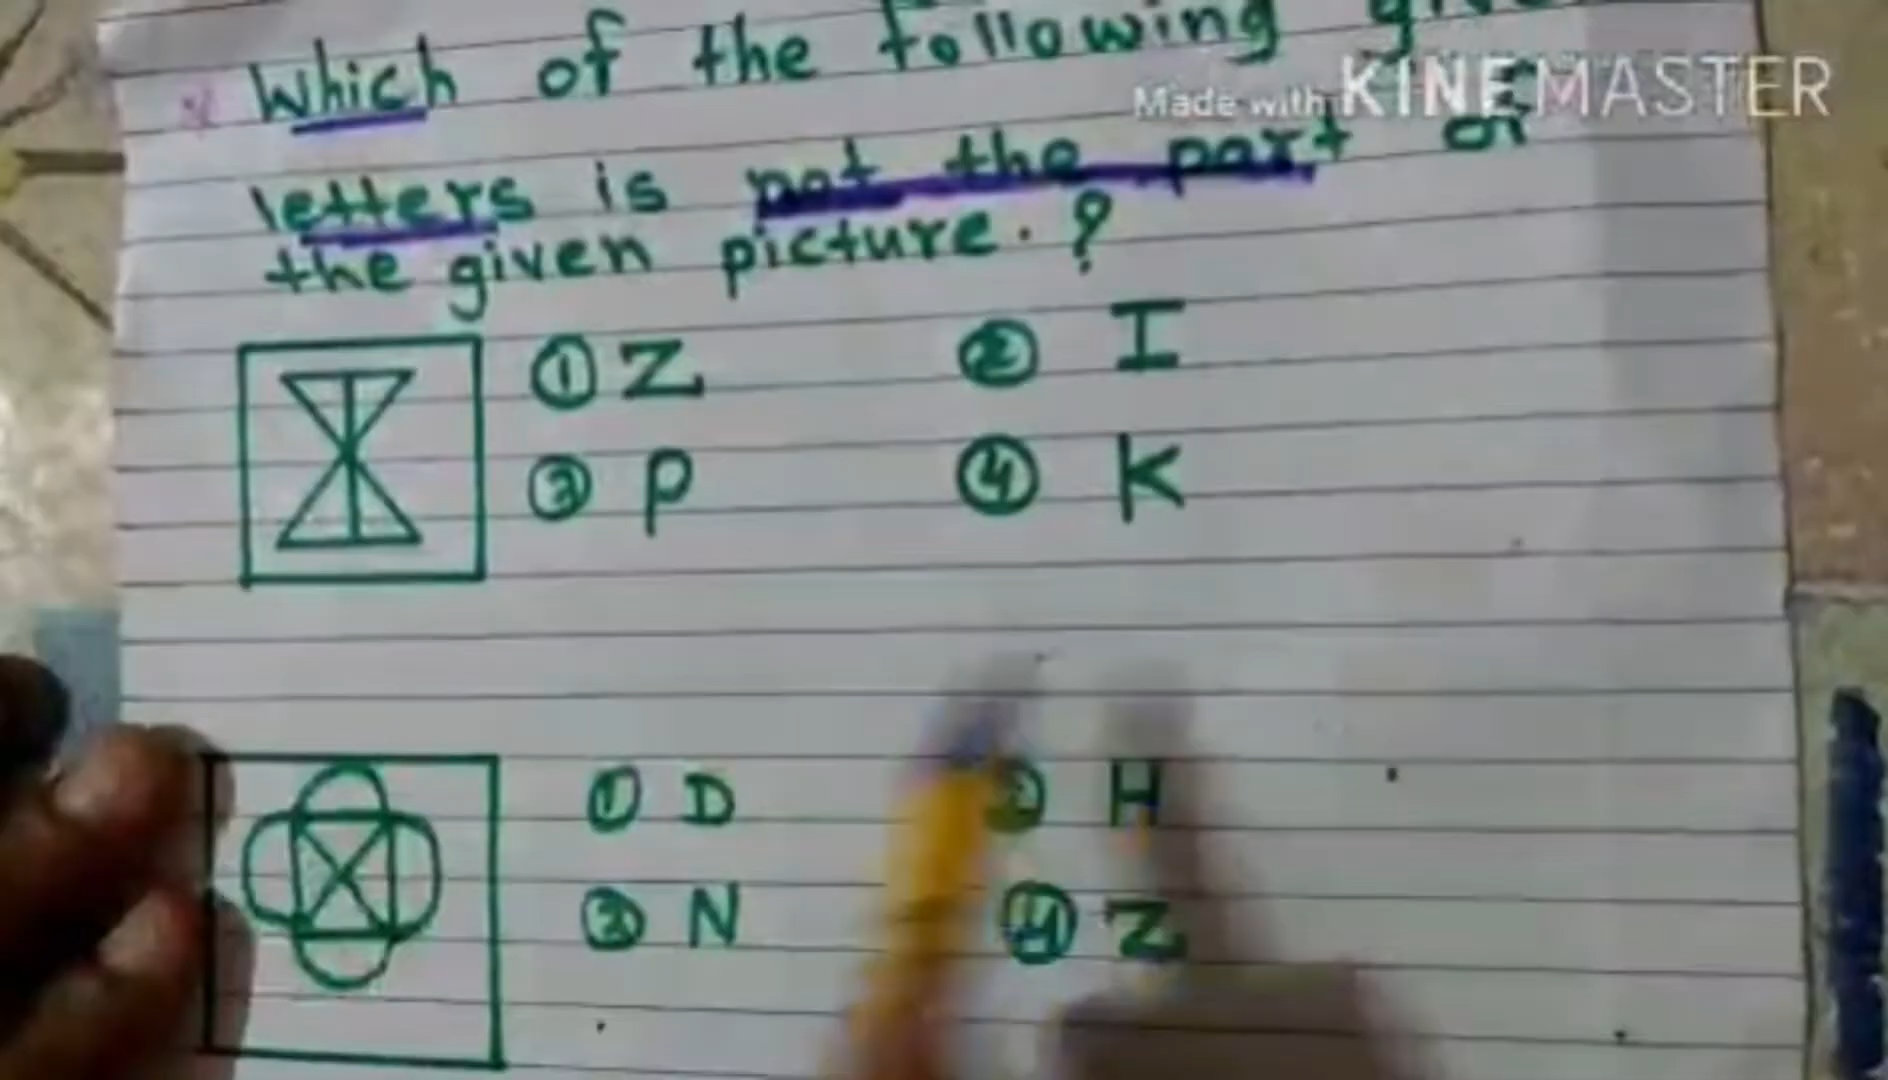 Which of the following
Made with KINEMASTER
letters is not the part of
the given picture. ?
① Z ② I
③ P ④ K
① D ② H
③ N ④ Z